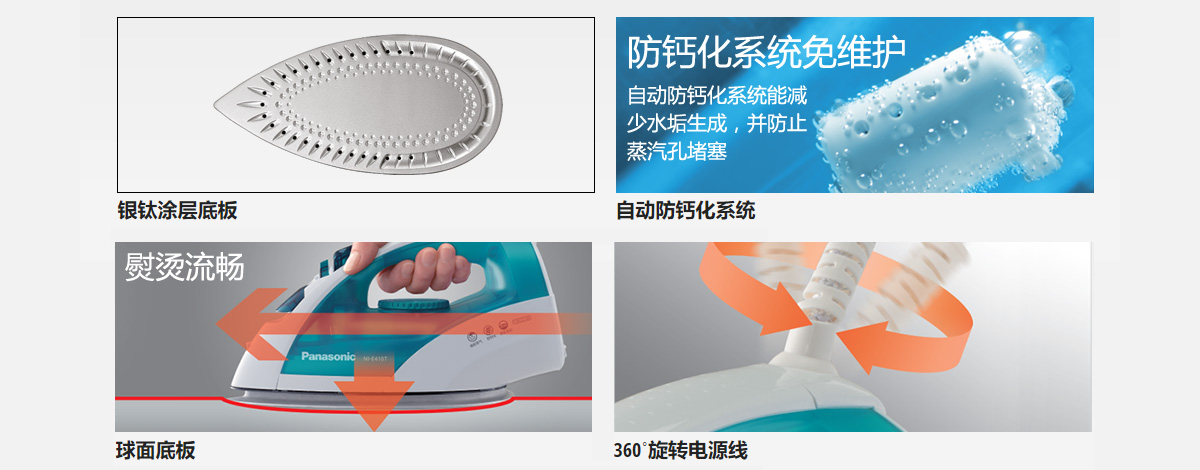 防钙化系统免维护
自动防钙化系统能减
少水垢生成，并防止
蒸汽孔堵塞
银钛涂层底板
自动防钙化系统
熨烫流畅
Panasonic
球面底板
360°旋转电源线